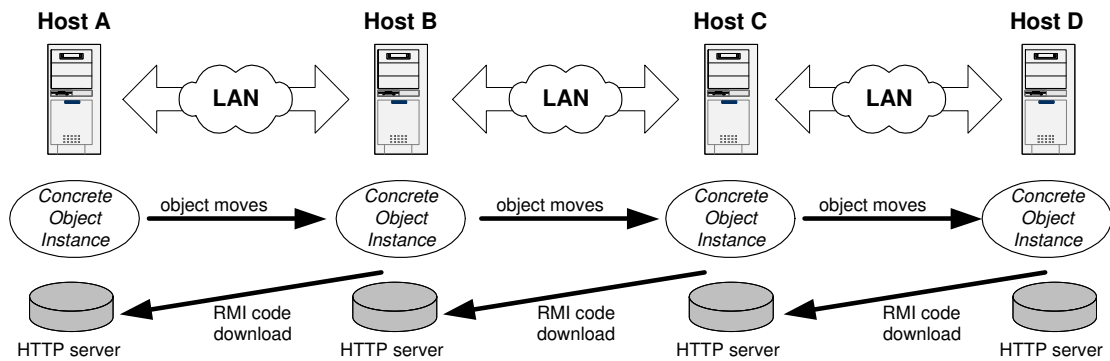 Host A
Host B
Host C
Host D
LAN
LAN
LAN
Concrete
Object
Instance
object moves
Concrete
Object
Instance
object moves
Concrete
Object
Instance
object moves
Concrete
Object
Instance
HTTP server
RMI code
download
HTTP server
RMI code
download
HTTP server
RMI code
download
HTTP server